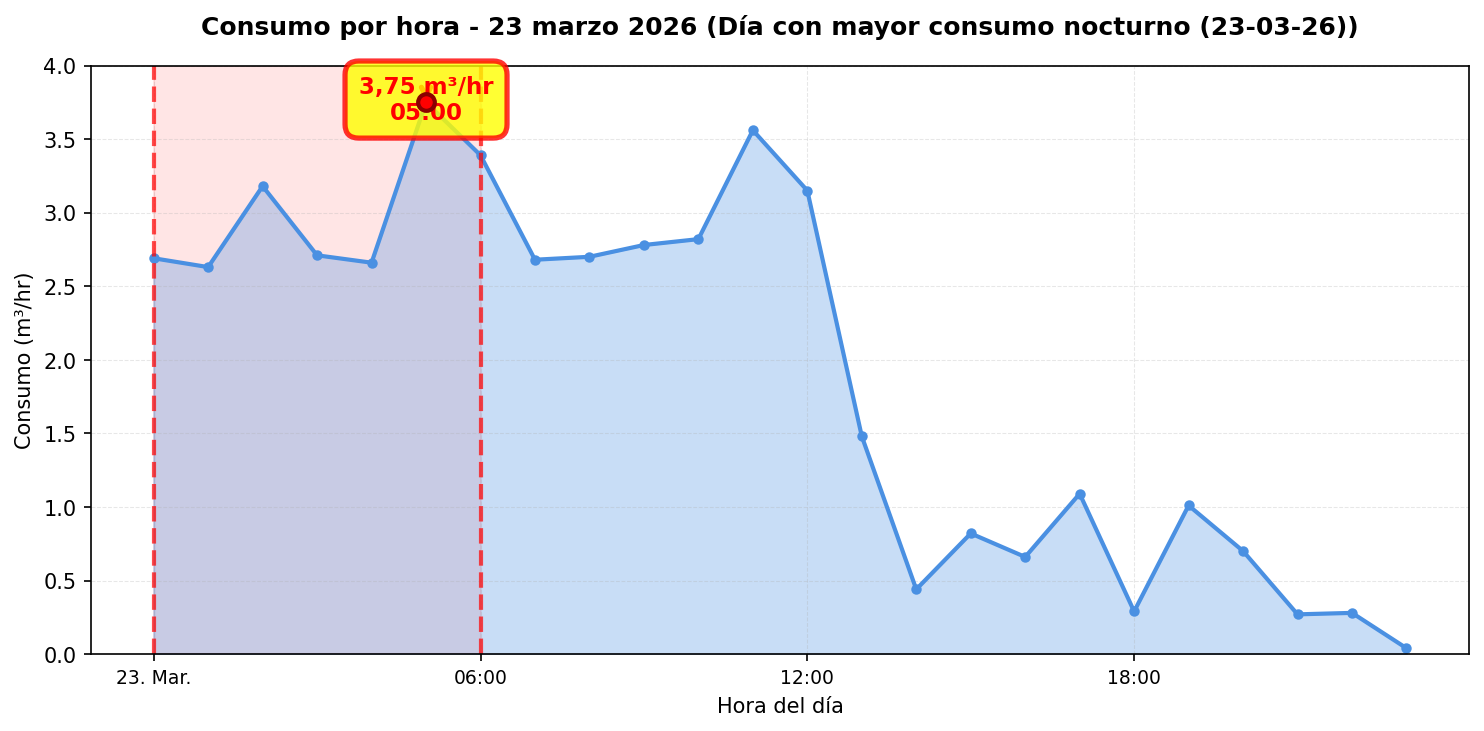 Consumo por hora - 23 marzo 2026 (Día con mayor consumo nocturno (23-03-26))
3,75 m³/hr
05:00
Consumo (m³/hr)
4.0
3.5
3.0
2.5
2.0
1.5
1.0
0.5
0.0
23. Mar.
06:00
12:00
18:00
Hora del día